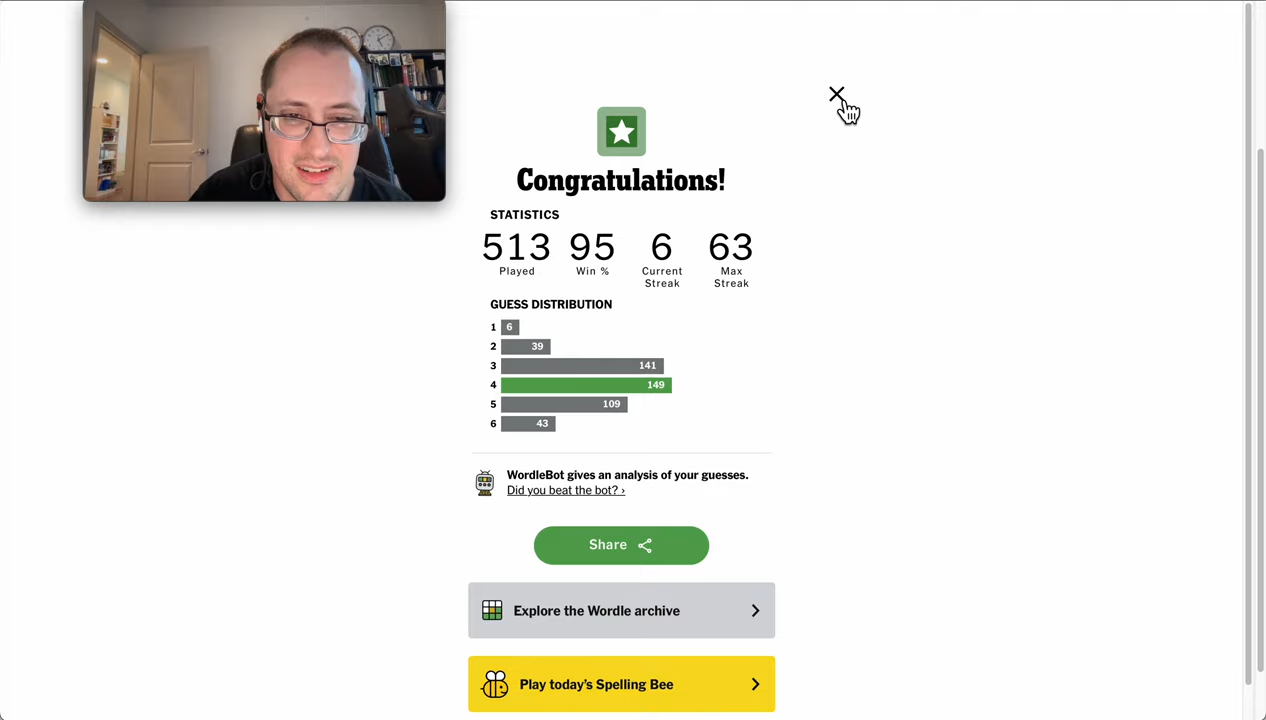 Congratulations!
STATISTICS
513 95 6 63
Played Win % Current Streak Max Streak
GUESS DISTRIBUTION
1 6
2 39
3 141
4 149
5 109
6 43
WordleBot gives an analysis of your guesses.
Did you beat the bot? ›
Share
Explore the Wordle archive
Play today’s Spelling Bee